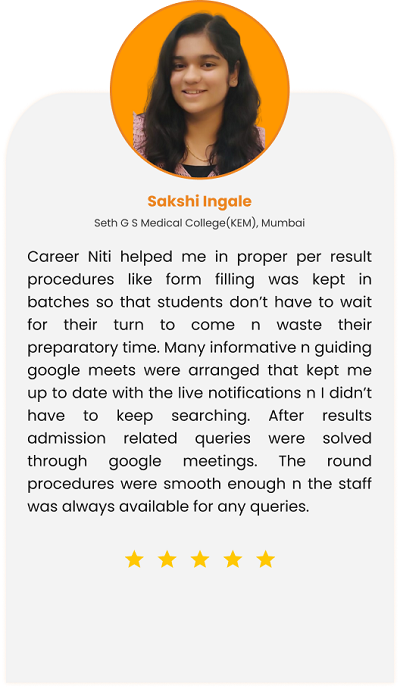 Sakshi Ingale
Seth G S Medical College(KEM), Mumbai
Career Niti helped me in proper per result
procedures like form filling was kept in
batches so that students don’t have to wait
for their turn to come n waste their
preparatory time. Many informative n guiding
google meets were arranged that kept me
up to date with the live notifications n I didn’t
have to keep searching. After results
admission related queries were solved
through google meetings. The round
procedures were smooth enough n the staff
was always available for any queries.